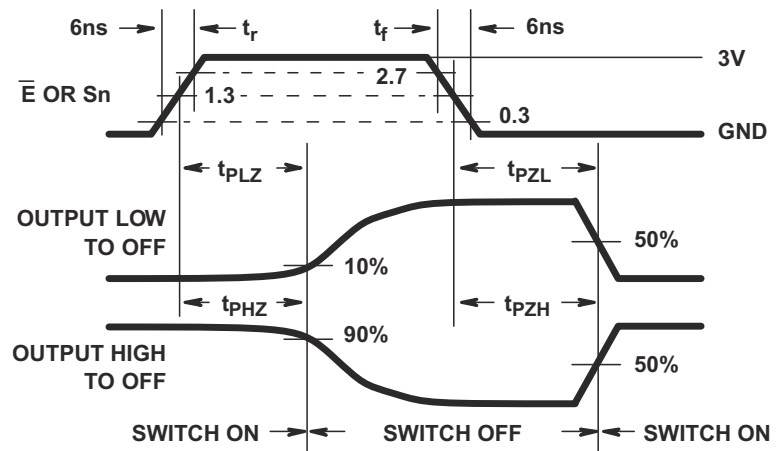 6ns tr tf 6ns
3V
2.7
E̅ OR Sn 1.3
0.3
GND
tPLZ tPZL
OUTPUT LOW
TO OFF
50%
10%
tPHZ tPZH
90%
OUTPUT HIGH
TO OFF
50%
SWITCH ON SWITCH OFF SWITCH ON